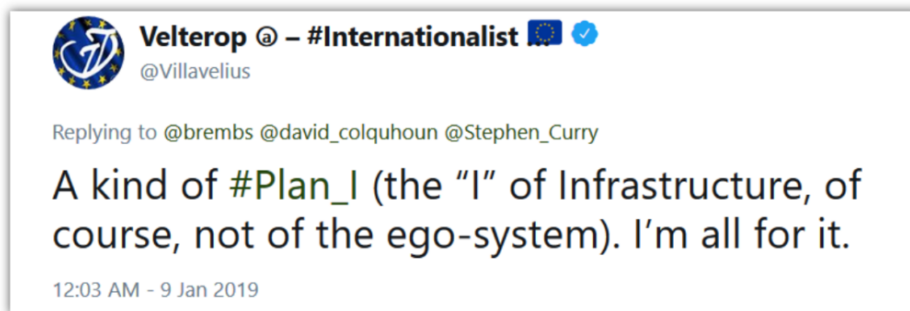 Velterop @ – #Internationalist 🇪🇺 ...
@Villavelius
Replying to @brembs @david_colquhoun @Stephen_Curry
A kind of #Plan_I (the “I” of Infrastructure, of
course, not of the ego-system). I’m all for it.
12:03 AM - 9 Jan 2019